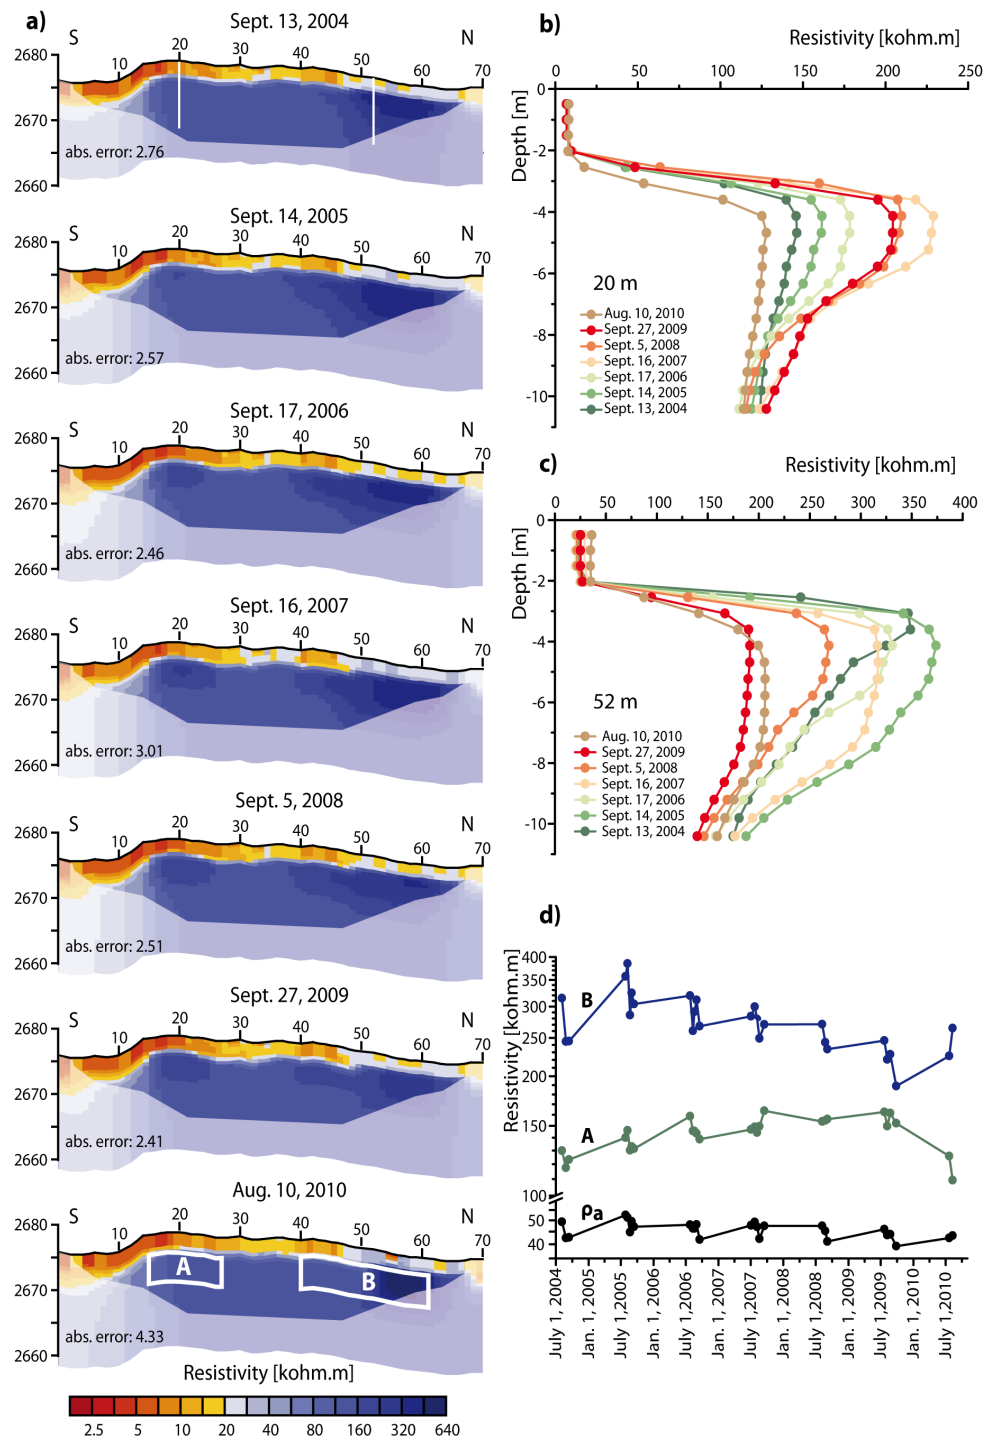 a)
Sept. 13, 2004
S N
2680
2670
2660
10 20 30 40 50 60 70
abs. error: 2.76
Sept. 14, 2005
S N
2680
2670
2660
10 20 30 40 50 60 70
abs. error: 2.57
Sept. 17, 2006
S N
2680
2670
2660
10 20 30 40 50 60 70
abs. error: 2.46
Sept. 16, 2007
S N
2680
2670
2660
10 20 30 40 50 60 70
abs. error: 3.01
Sept. 5, 2008
S N
2680
2670
2660
10 20 30 40 50 60 70
abs. error: 2.51
Sept. 27, 2009
S N
2680
2670
2660
10 20 30 40 50 60 70
abs. error: 2.41
Aug. 10, 2010
S N
2680
2670
2660
10 20 30 40 50 60 70
A
B
abs. error: 4.33
Resistivity [kohm.m]
2.5 5 10 20 40 80 160 320 640
b)
Resistivity [kohm.m]
0 50 100 150 200 250
Depth [m]
0
-2
-4
-6
-8
-10
20 m
Aug. 10, 2010
Sept. 27, 2009
Sept. 5, 2008
Sept. 16, 2007
Sept. 17, 2006
Sept. 14, 2005
Sept. 13, 2004
c)
Resistivity [kohm.m]
0 50 100 150 200 250 300 350 400
Depth [m]
0
-2
-4
-6
-8
-10
52 m
Aug. 10, 2010
Sept. 27, 2009
Sept. 5, 2008
Sept. 16, 2007
Sept. 17, 2006
Sept. 14, 2005
Sept. 13, 2004
d)
Resistivity [kohm.m]
400
350
300
250
200
150
100
50
40
B
A
ρa
July 1, 2004
Jan. 1, 2005
July 1,2005
Jan. 1, 2006
July 1,2006
Jan. 1, 2007
July 1,2007
Jan. 1, 2008
July 1,2008
Jan. 1, 2009
July 1,2009
Jan. 1, 2010
July 1,2010